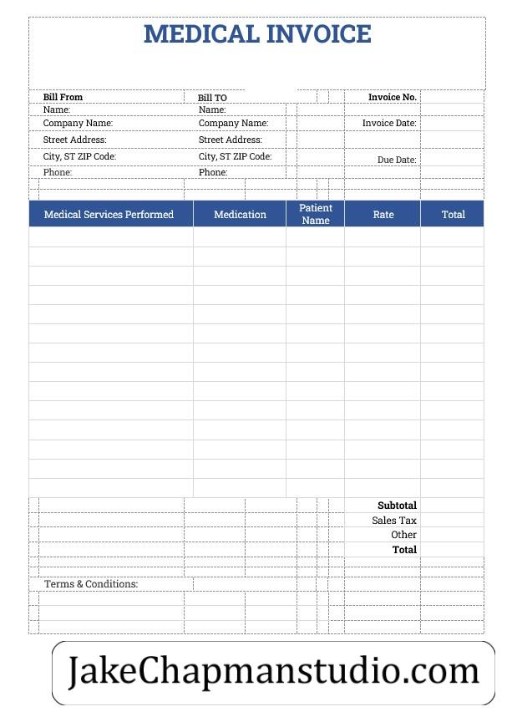 MEDICAL INVOICE
Bill From Bill TO Invoice No.
Name: Name:
Company Name: Company Name: Invoice Date:
Street Address: Street Address:
City, ST ZIP Code: City, ST ZIP Code: Due Date:
Phone: Phone:
Medical Services Performed Medication Patient Name Rate Total
Subtotal
Sales Tax
Other
Total
Terms & Conditions:
JakeChapmanstudio.com